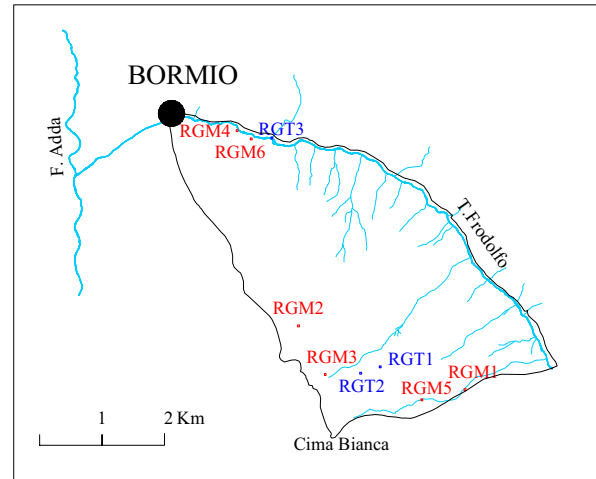 BORMIO
RGM4
RGT3
RGM6
F. Adda
T.Frodolfo
RGM2
RGM3
RGT1
RGT2
RGM1
RGM5
1
2 Km
Cima Bianca